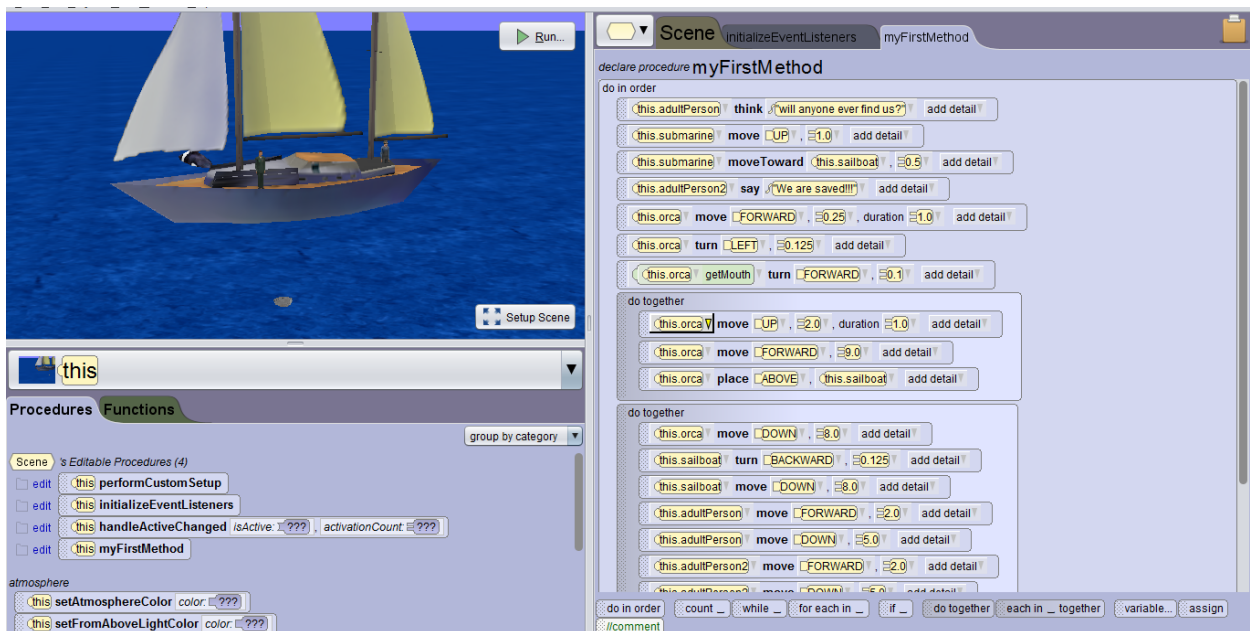 Run...
Setup Scene
this
Procedures Functions
group by category
Scene 's Editable Procedures (4)
edit this performCustomSetup
edit this initializeEventListeners
edit this handleActiveChanged isActive: ??? , activationCount: ???
edit this myFirstMethod
atmosphere
this setAtmosphereColor color: ???
this setFromAboveLightColor color: ???
Scene initializeEventListeners myFirstMethod
declare procedure myFirstMethod
do in order
this.adultPerson think "will anyone ever find us?" add detail
this.submarine move UP , 1.0 add detail
this.submarine moveToward this.sailboat , 0.5 add detail
this.adultPerson2 say "We are saved!!!" add detail
this.orca move FORWARD , 0.25 , duration 1.0 add detail
this.orca turn LEFT , 0.125 add detail
this.orca getMouth turn FORWARD , 0.1 add detail
do together
this.orca move UP , 2.0 , duration 1.0 add detail
this.orca move FORWARD , 9.0 add detail
this.orca place ABOVE , this.sailboat add detail
do together
this.orca move DOWN , 8.0 add detail
this.sailboat turn BACKWARD , 0.125 add detail
this.sailboat move DOWN , 8.0 add detail
this.adultPerson move FORWARD , 2.0 add detail
this.adultPerson move DOWN , 5.0 add detail
this.adultPerson2 move FORWARD , 2.0 add detail
this.adultPerson2 move DOWN , 5.0 add detail
do in order count _ while _ for each in _ if _ do together each in _ together variable... assign
//comment